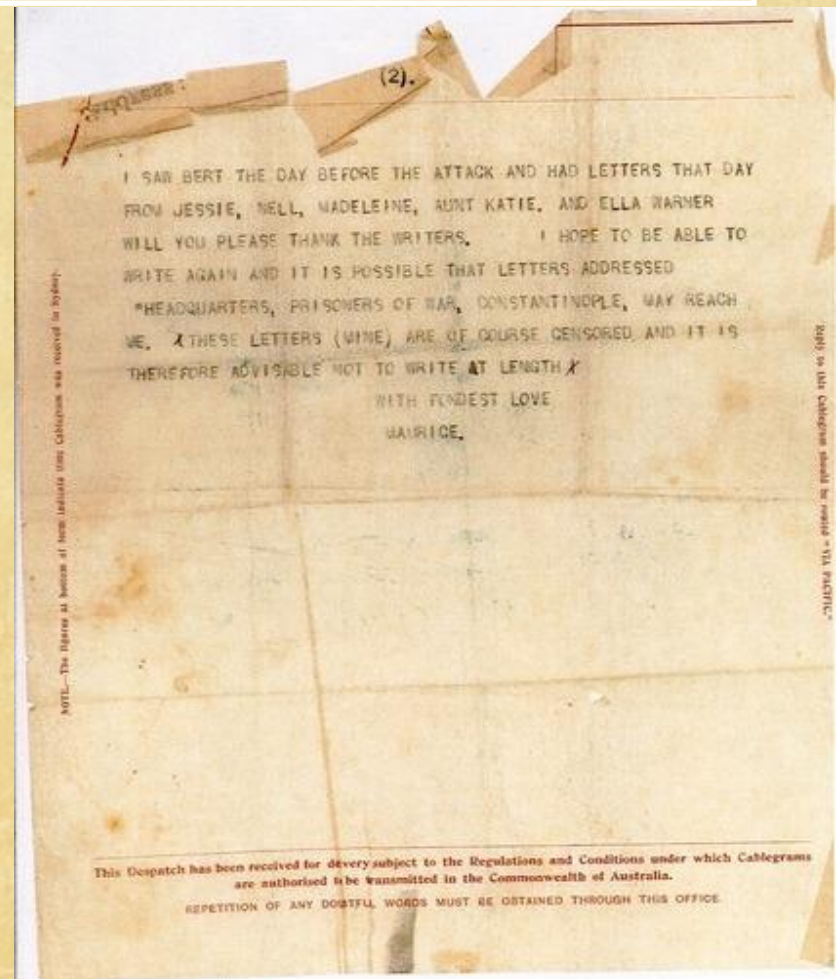 Address:
(2).
I SAW BERT THE DAY BEFORE THE ATTACK AND HAD LETTERS THAT DAY
FROM JESSIE, NELL, MADELEINE, AUNT KATIE. AND ELLA WARNER
WILL YOU PLEASE THANK THE WRITERS. I HOPE TO BE ABLE TO
WRITE AGAIN AND IT IS POSSIBLE THAT LETTERS ADDRESSED
"HEADQUARTERS, PRISONERS OF WAR, CONSTANTINOPLE, MAY REACH
ME. X THESE LETTERS (MINE) ARE OF COURSE CENSORED AND IT IS
THEREFORE ADVISABLE NOT TO WRITE AT LENGTH X
WITH FONDEST LOVE
MAURICE.
NOTE.—The figures at bottom of form indicate time Cablegram was received in Sydney.
Reply to this Cablegram should be routed "VIA PACIFIC."
This Despatch has been received for devery subject to the Regulations and Conditions under which Cablegrams
are authorised to be transmitted in the Commonwealth of Australia.
REPETITION OF ANY DOBTFUL WORDS MUST BE OBTAINED THROUGH THIS OFFICE